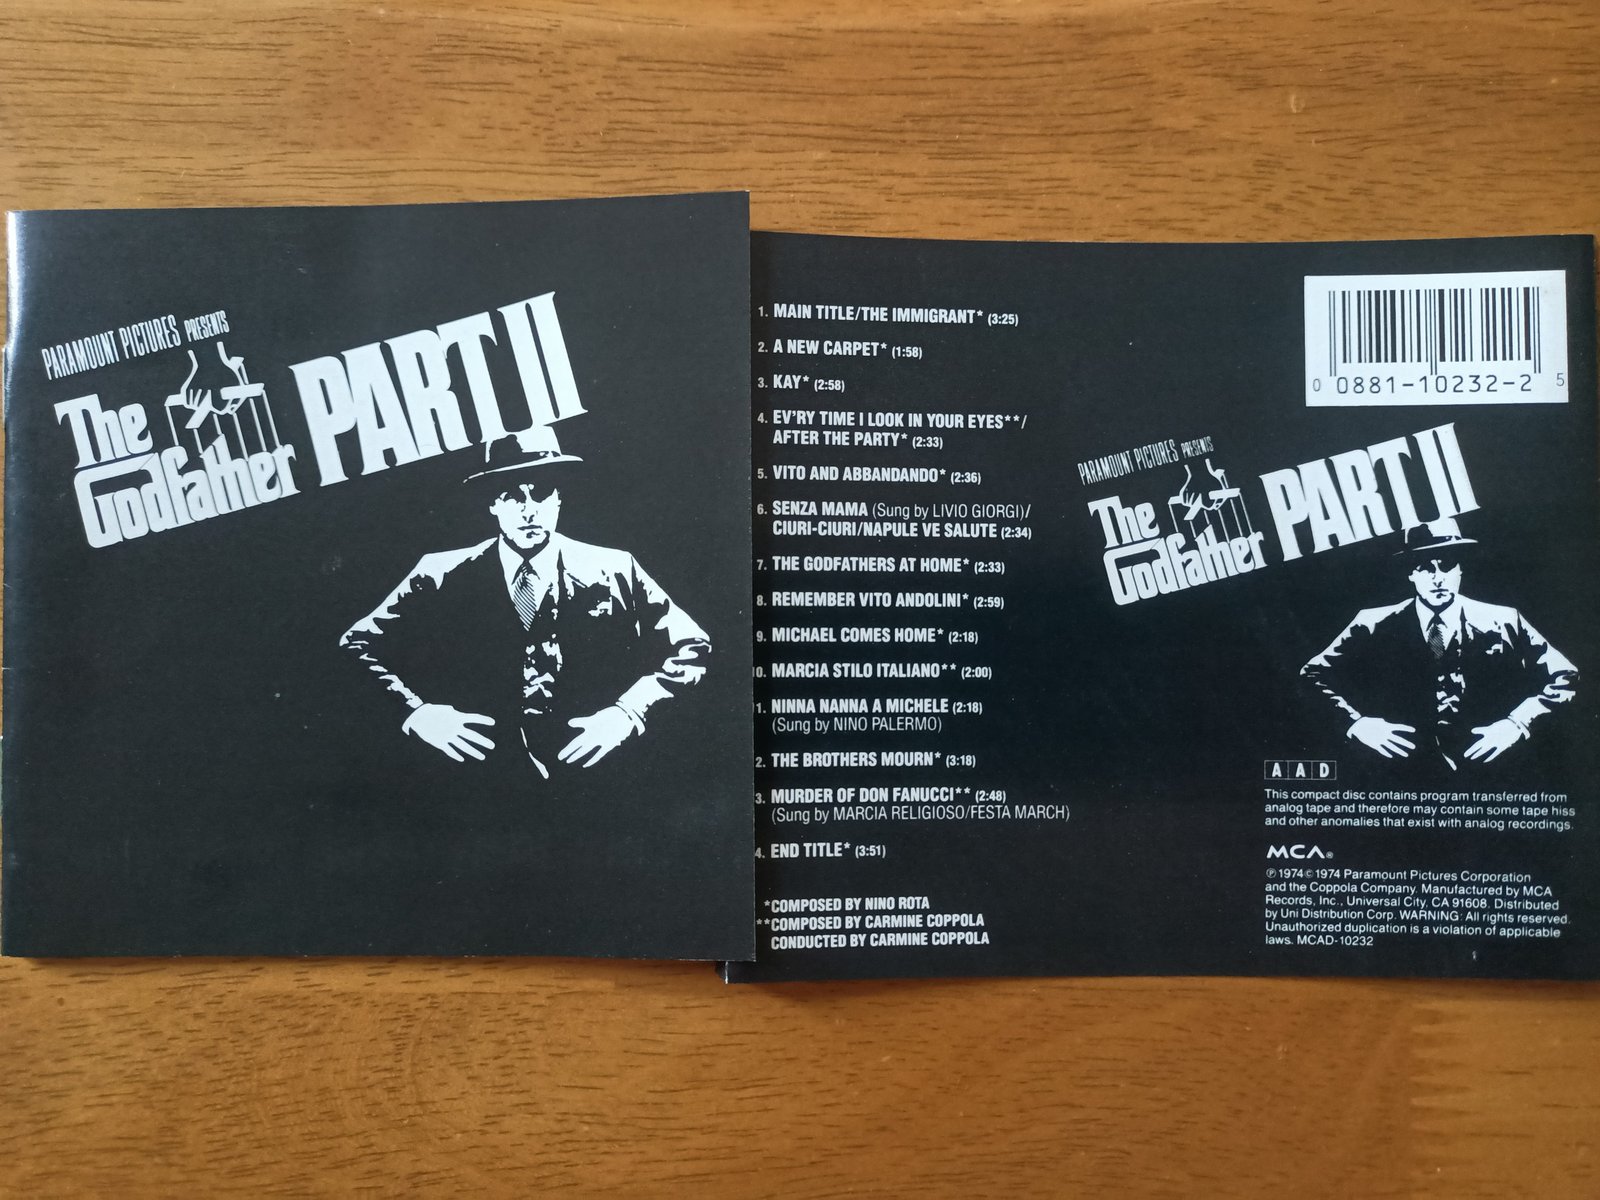 PARAMOUNT PICTURES PRESENTS
The
Godfather PART II
1. MAIN TITLE/THE IMMIGRANT* (3:25)
2. A NEW CARPET* (1:58)
3. KAY* (2:58)
4. EV'RY TIME I LOOK IN YOUR EYES**/
AFTER THE PARTY* (2:33)
5. VITO AND ABBANDANDO* (2:36)
6. SENZA MAMA (Sung by LIVIO GIORGI)/
CIURI-CIURI/NAPULE VE SALUTE (2:34)
7. THE GODFATHERS AT HOME* (2:33)
8. REMEMBER VITO ANDOLINI* (2:59)
9. MICHAEL COMES HOME* (2:18)
0. MARCIA STILO ITALIANO** (2:00)
1. NINNA NANNA A MICHELE (2:18)
(Sung by NINO PALERMO)
2. THE BROTHERS MOURN* (3:18)
3. MURDER OF DON FANUCCI** (2:48)
(Sung by MARCIA RELIGIOSO/FESTA MARCH)
4. END TITLE* (3:51)
*COMPOSED BY NINO ROTA
**COMPOSED BY CARMINE COPPOLA
CONDUCTED BY CARMINE COPPOLA
0 0881-10232-2 5
PARAMOUNT PICTURES PRESENTS
The
Godfather PART II
A A D
This compact disc contains program transferred from
analog tape and therefore may contain some tape hiss
and other anomalies that exist with analog recordings.
MCA®
℗ 1974 © 1974 Paramount Pictures Corporation
and the Coppola Company. Manufactured by MCA
Records, Inc., Universal City, CA 91608. Distributed
by Uni Distribution Corp. WARNING: All rights reserved.
Unauthorized duplication is a violation of applicable
laws. MCAD-10232